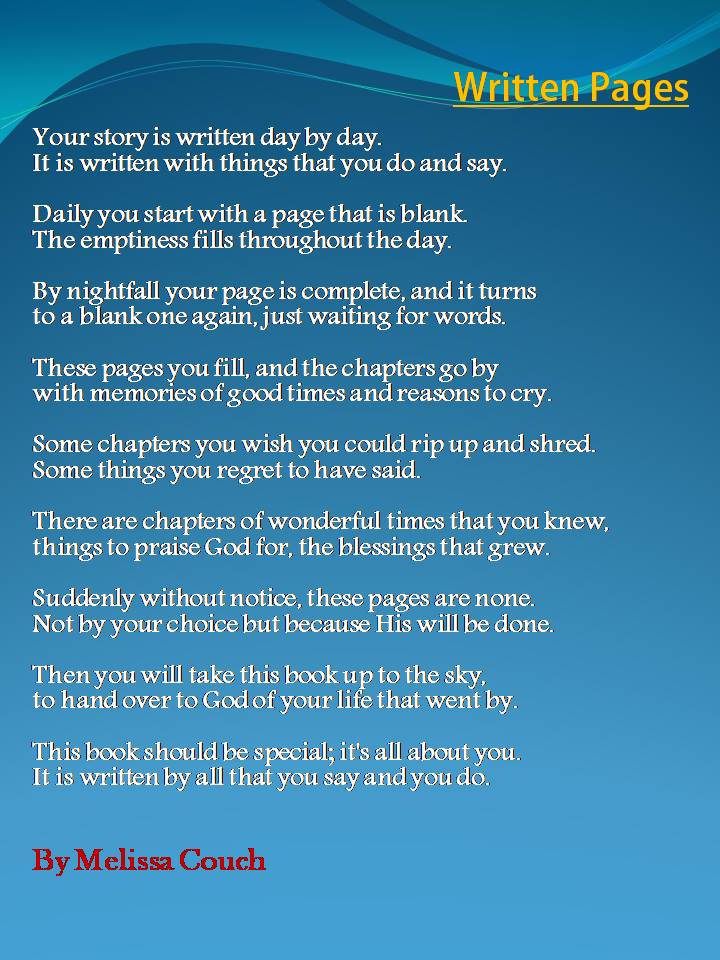 Written Pages
Your story is written day by day.
It is written with things that you do and say.
Daily you start with a page that is blank.
The emptiness fills throughout the day.
By nightfall your page is complete, and it turns
to a blank one again, just waiting for words.
These pages you fill, and the chapters go by
with memories of good times and reasons to cry.
Some chapters you wish you could rip up and shred.
Some things you regret to have said.
There are chapters of wonderful times that you knew,
things to praise God for, the blessings that grew.
Suddenly without notice, these pages are none.
Not by your choice but because His will be done.
Then you will take this book up to the sky,
to hand over to God of your life that went by.
This book should be special; it's all about you.
It is written by all that you say and you do.
By Melissa Couch